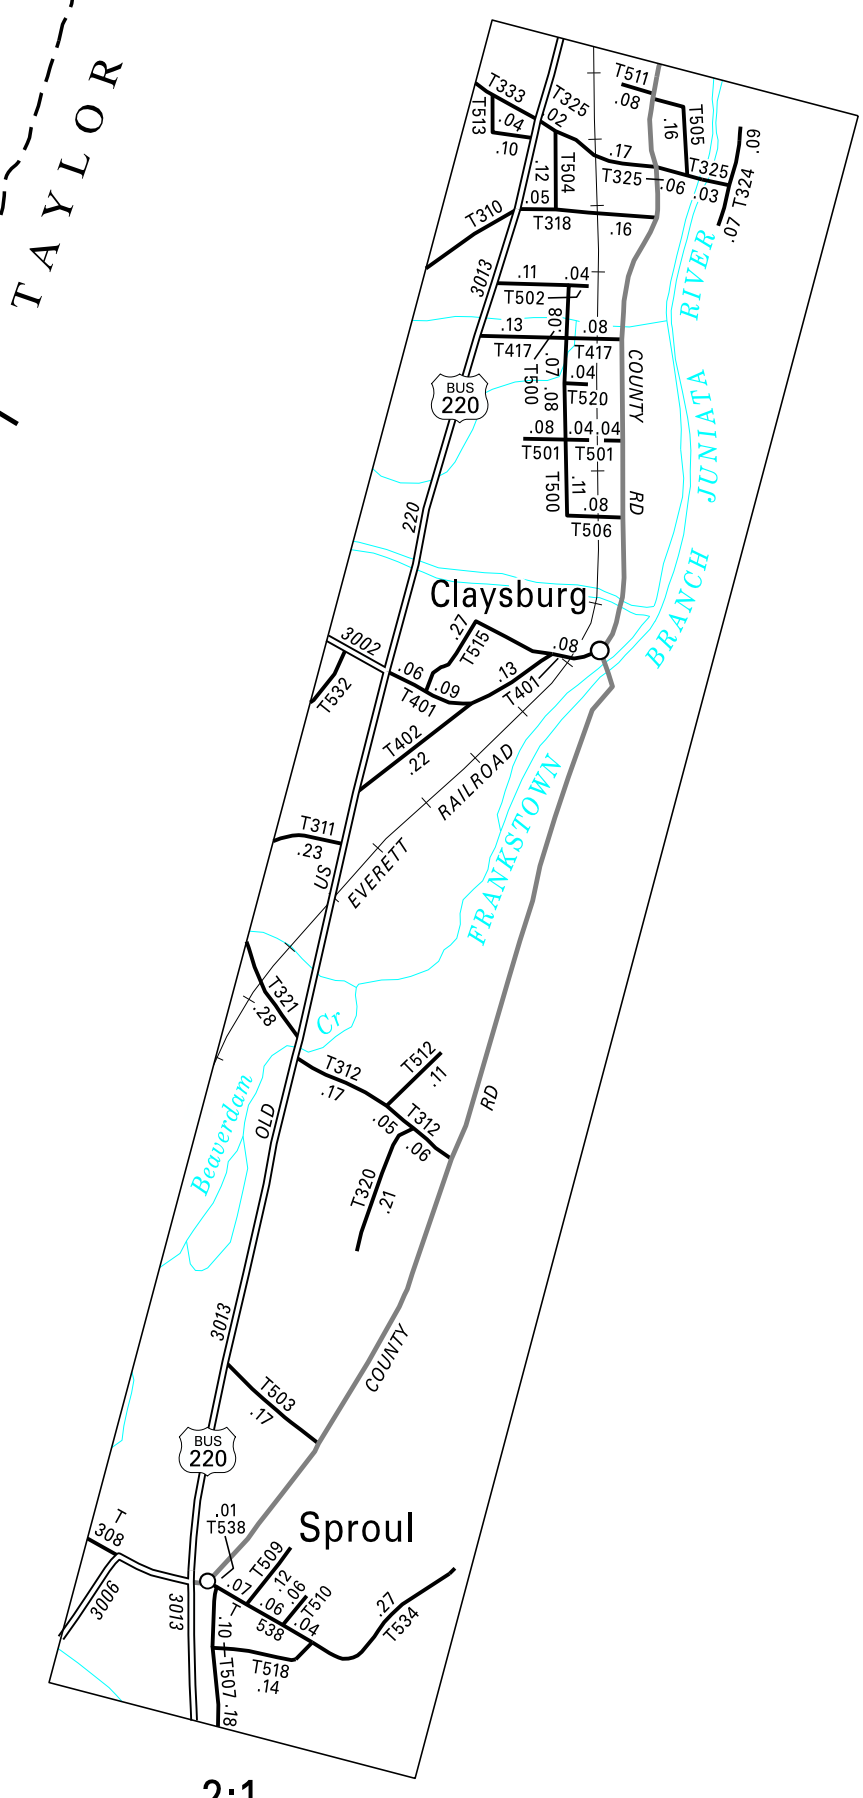 TAYLOR
T333
T325
.02
T511
.08
T513
.04
.10
.12
T504
.17
T325
.16
T505
T325
.06
.03
T324
.09
.07
T310
.05
T318
.16
3013
.11
.04
T502
.13
.08
.08
T417
T417
T500
.07
.04
T520
.08
COUNTY
RD
BUS
220
.08
.04
.04
T501
T501
T500
.11
.08
T506
220
RIVER
JUNIATA
BRANCH
FRANKSTOWN
Claysburg
3002
.27
T515
.08
.06
.09
.13
T401
T401
T532
T402
.22
RAILROAD
EVERETT
T311
.23
US
T321
.28
Cr
Beaverdam
OLD
T312
.17
T512
.11
T312
.05
.06
T320
.21
RD
3013
COUNTY
T503
.17
BUS
220
.01
T538
Sproul
T
308
3006
3013
T509
.12
.07
.06
T510
.06
T
538
.04
.27
T534
.10
T518
.14
T507
.18
2:1